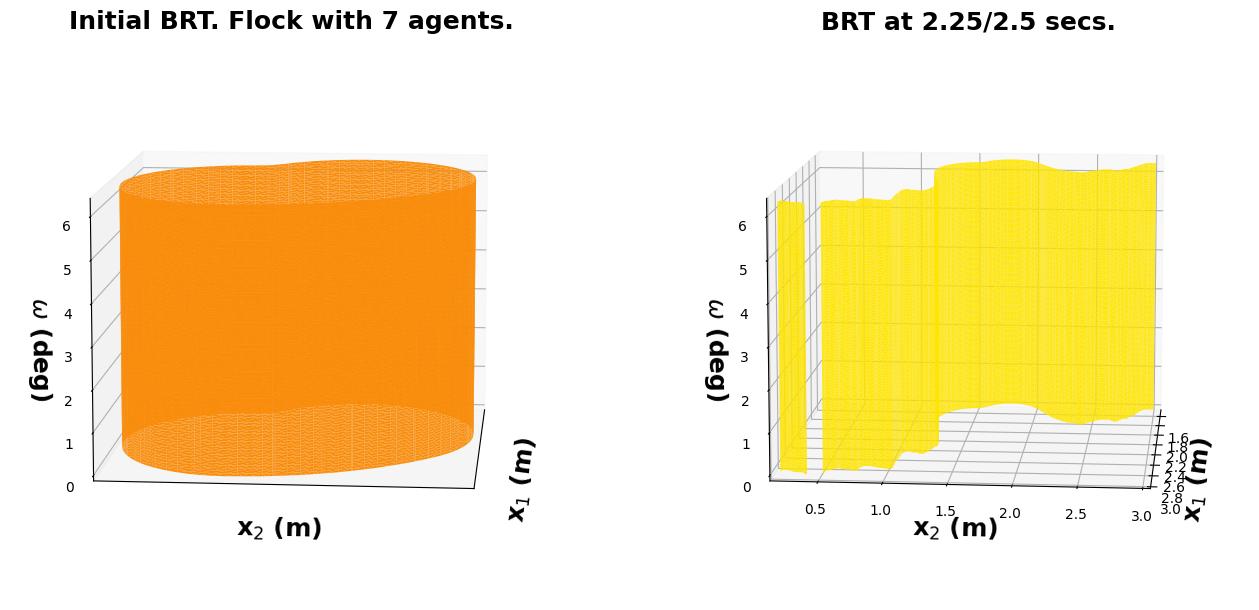 Initial BRT. Flock with 7 agents.
6
5
4
3
2
1
0
ω (deg)
x₂ (m)
x₁ (m)
BRT at 2.25/2.5 secs.
6
5
4
3
2
1
0
ω (deg)
0.5 1.0 1.5 2.0 2.5 3.0
x₂ (m)
1.6
1.8
2.0
2.2
2.4
2.6
2.8
3.0
x₁ (m)